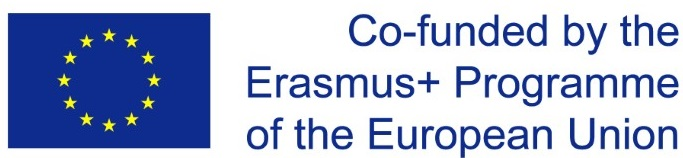 Co-funded by the
Erasmus+ Programme
of the European Union